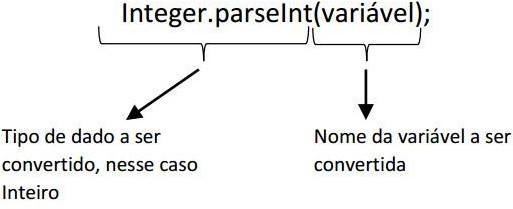 Integer.parseInt(variável);
Tipo de dado a ser
convertido, nesse caso
Inteiro
Nome da variável a ser
convertida